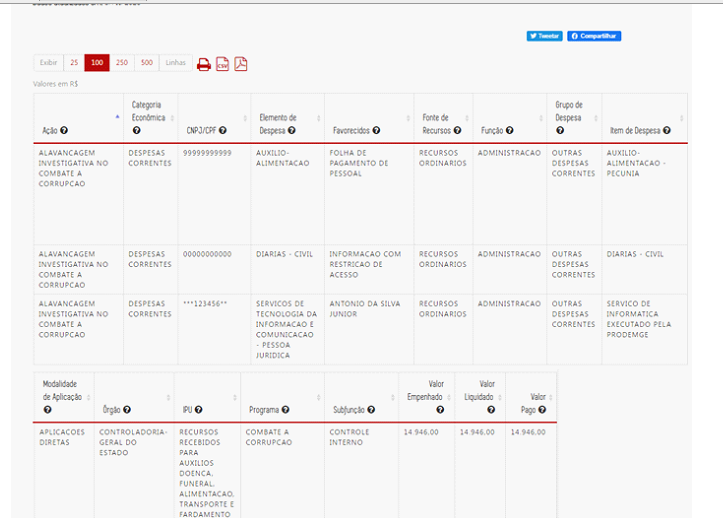 Tweetar Compartilhar
Exibir 25 100 250 500 Linhas CSV
Valores em R$
Ação
Categoria
Econômica
CNPJ/CPF
Elemento de
Despesa
Favorecidos
Fonte de
Recursos
Função
Grupo de
Despesa
Item de Despesa
ALAVANCAGEM
INVESTIGATIVA NO
COMBATE A
CORRUPCAO
DESPESAS
CORRENTES
99999999999
AUXILIO-
ALIMENTACAO
FOLHA DE
PAGAMENTO DE
PESSOAL
RECURSOS
ORDINARIOS
ADMINISTRACAO
OUTRAS
DESPESAS
CORRENTES
AUXILIO-
ALIMENTACAO -
PECUNIA
ALAVANCAGEM
INVESTIGATIVA NO
COMBATE A
CORRUPCAO
DESPESAS
CORRENTES
00000000000
DIARIAS - CIVIL
INFORMACAO COM
RESTRICAO DE
ACESSO
RECURSOS
ORDINARIOS
ADMINISTRACAO
OUTRAS
DESPESAS
CORRENTES
DIARIAS - CIVIL
ALAVANCAGEM
INVESTIGATIVA NO
COMBATE A
CORRUPCAO
DESPESAS
CORRENTES
***123456**
SERVICOS DE
TECNOLOGIA DA
INFORMACAO E
COMUNICACAO
- PESSOA
JURIDICA
ANTONIO DA SILVA
JUNIOR
RECURSOS
ORDINARIOS
ADMINISTRACAO
OUTRAS
DESPESAS
CORRENTES
SERVICO DE
INFORMATICA
EXECUTADO PELA
PRODEMGE
Modalidade
de Aplicação
Órgão
IPU
Programa
Subfunção
Valor
Empenhado
Valor
Liquidado
Valor
Pago
APLICACOES
DIRETAS
CONTROLADORIA-
GERAL DO
ESTADO
RECURSOS
RECEBIDOS
PARA
AUXILIOS
DOENCA,
FUNERAL,
ALIMENTACAO,
TRANSPORTE E
FARDAMENTO
COMBATE A
CORRUPCAO
CONTROLE
INTERNO
14.946,00
14.946,00
14.946,00